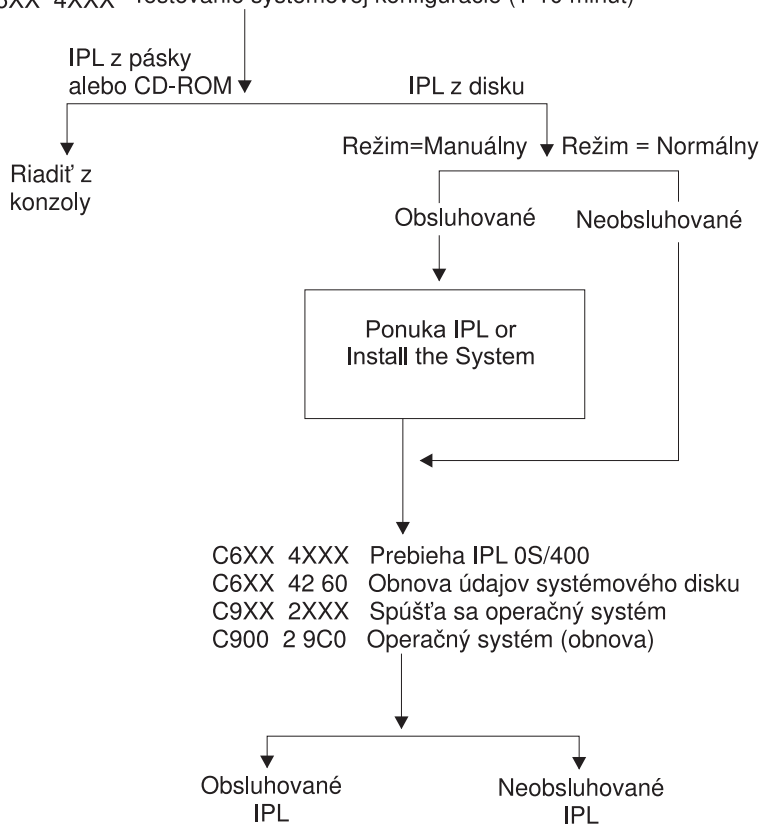 4XXX
IPL z pásky
alebo CD-ROM
IPL z disku
Režim=Manuálny
Režim = Normálny
Riadiť z
konzoly
Obsluhované
Neobsluhované
Ponuka IPL or
Install the System
C6XX 4XXX Prebieha IPL 0S/400
C6XX 42 60 Obnova údajov systémového disku
C9XX 2XXX Spúšťa sa operačný systém
C900 2 9C0 Operačný systém (obnova)
Obsluhované
IPL
Neobsluhované
IPL